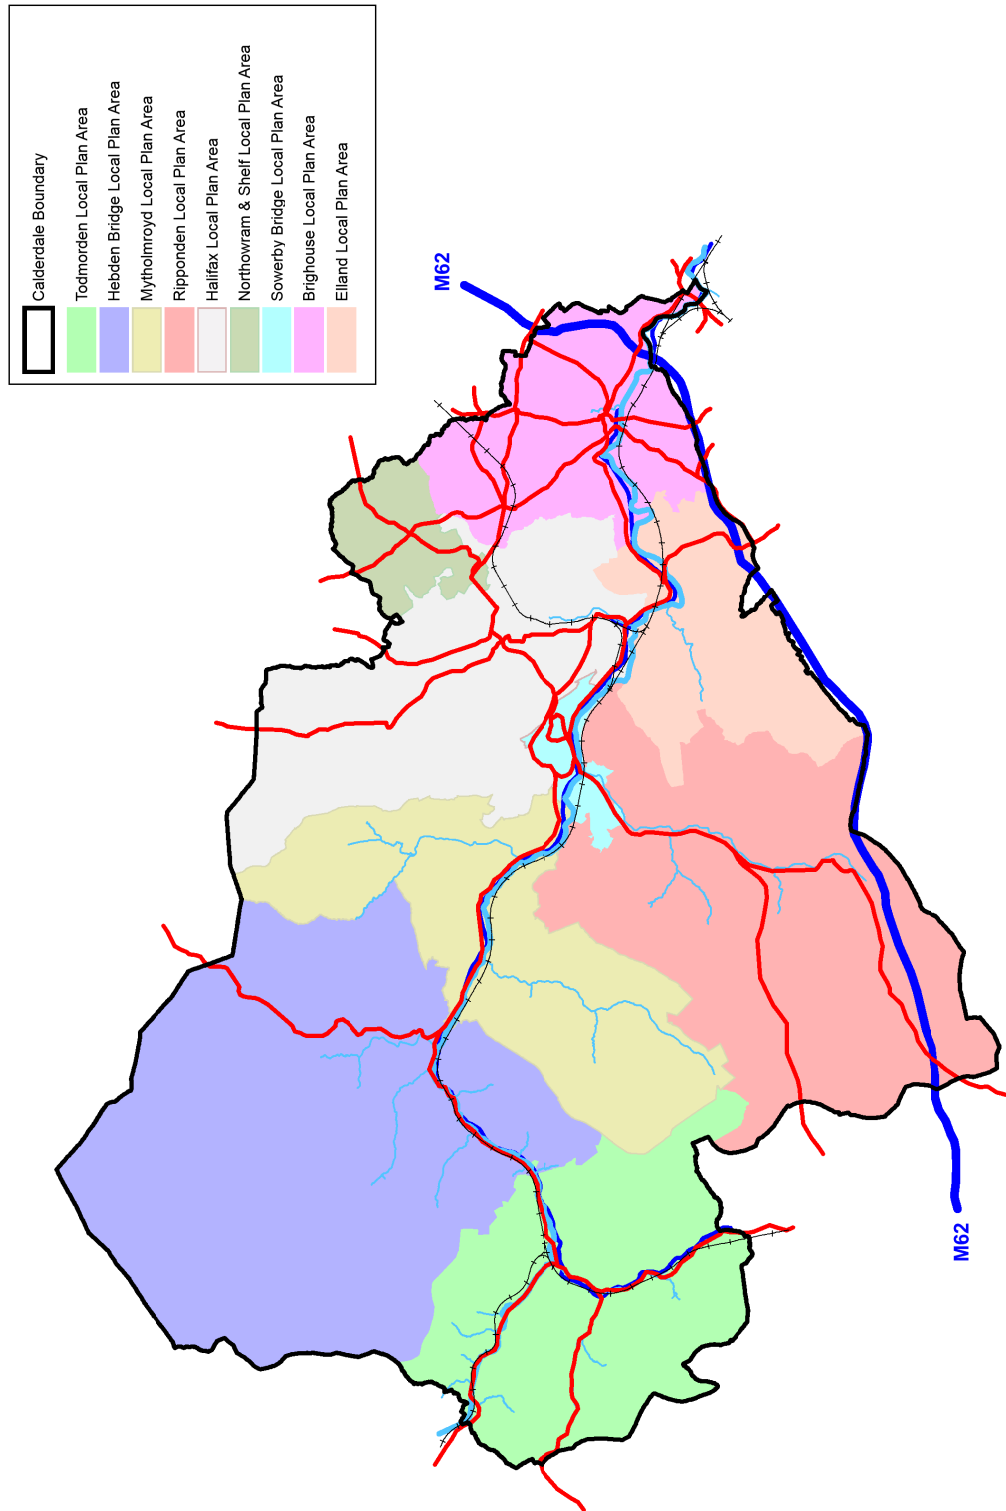 Calderdale Boundary
Todmorden Local Plan Area
Hebden Bridge Local Plan Area
Mytholmroyd Local Plan Area
Ripponden Local Plan Area
Halifax Local Plan Area
Northowram & Shelf Local Plan Area
Sowerby Bridge Local Plan Area
Brighouse Local Plan Area
Elland Local Plan Area
M62
M62